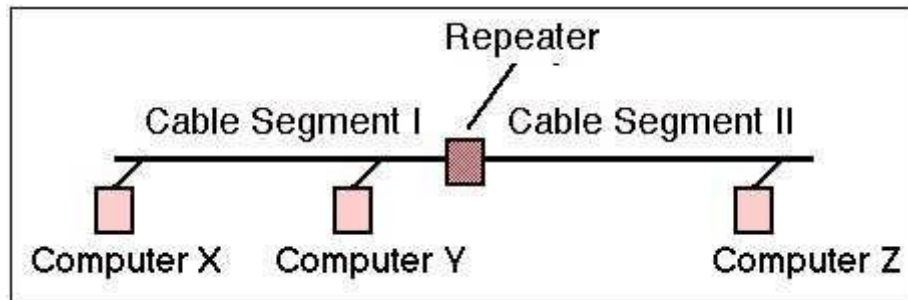 Repeater
Cable Segment I
Cable Segment II
Computer X
Computer Y
Computer Z